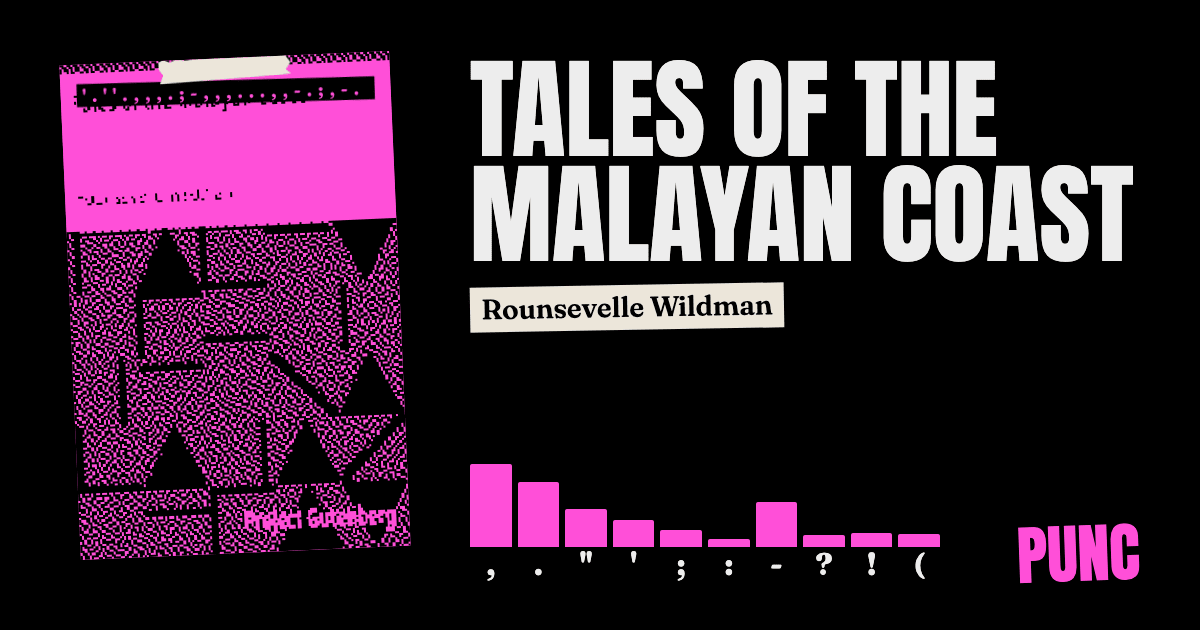 TALES OF THE
MALAYAN COAST
Rounsevelle Wildman
Project Gutenberg
, . " ' ; : - ? ! (
PUNC